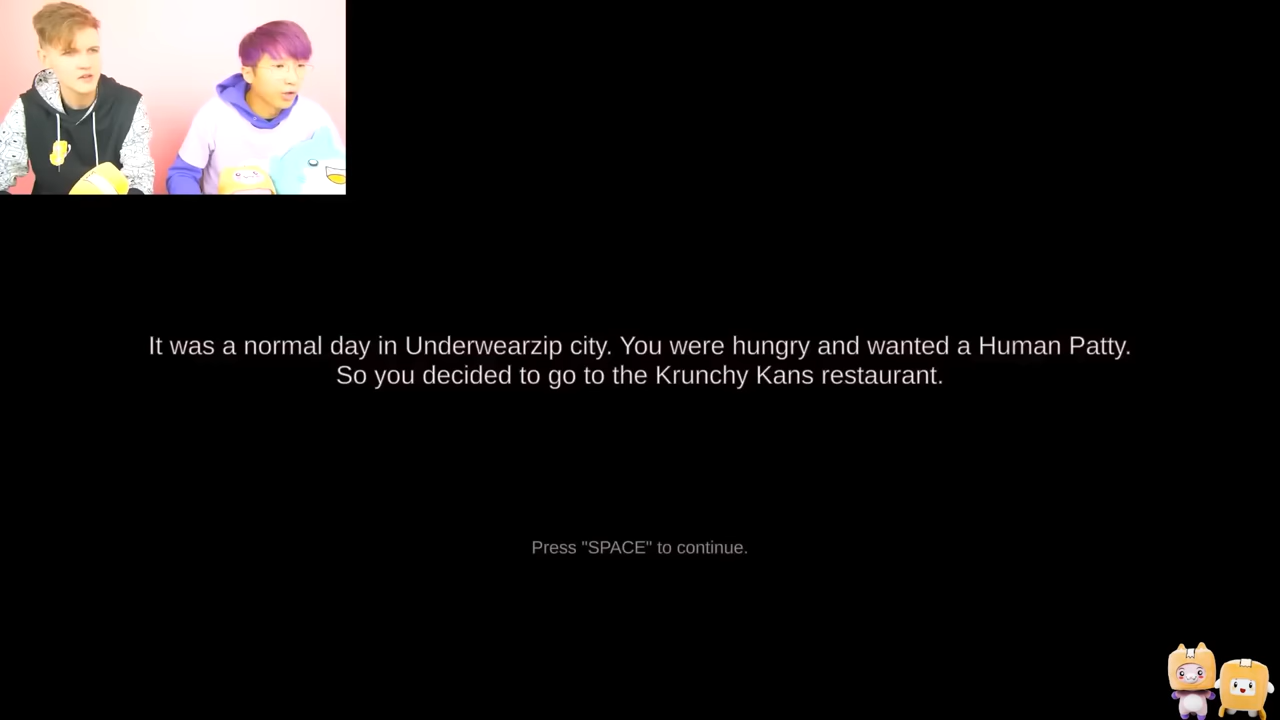 It was a normal day in Underwearzip city. You were hungry and wanted a Human Patty.
So you decided to go to the Krunchy Kans restaurant.
Press "SPACE" to continue.